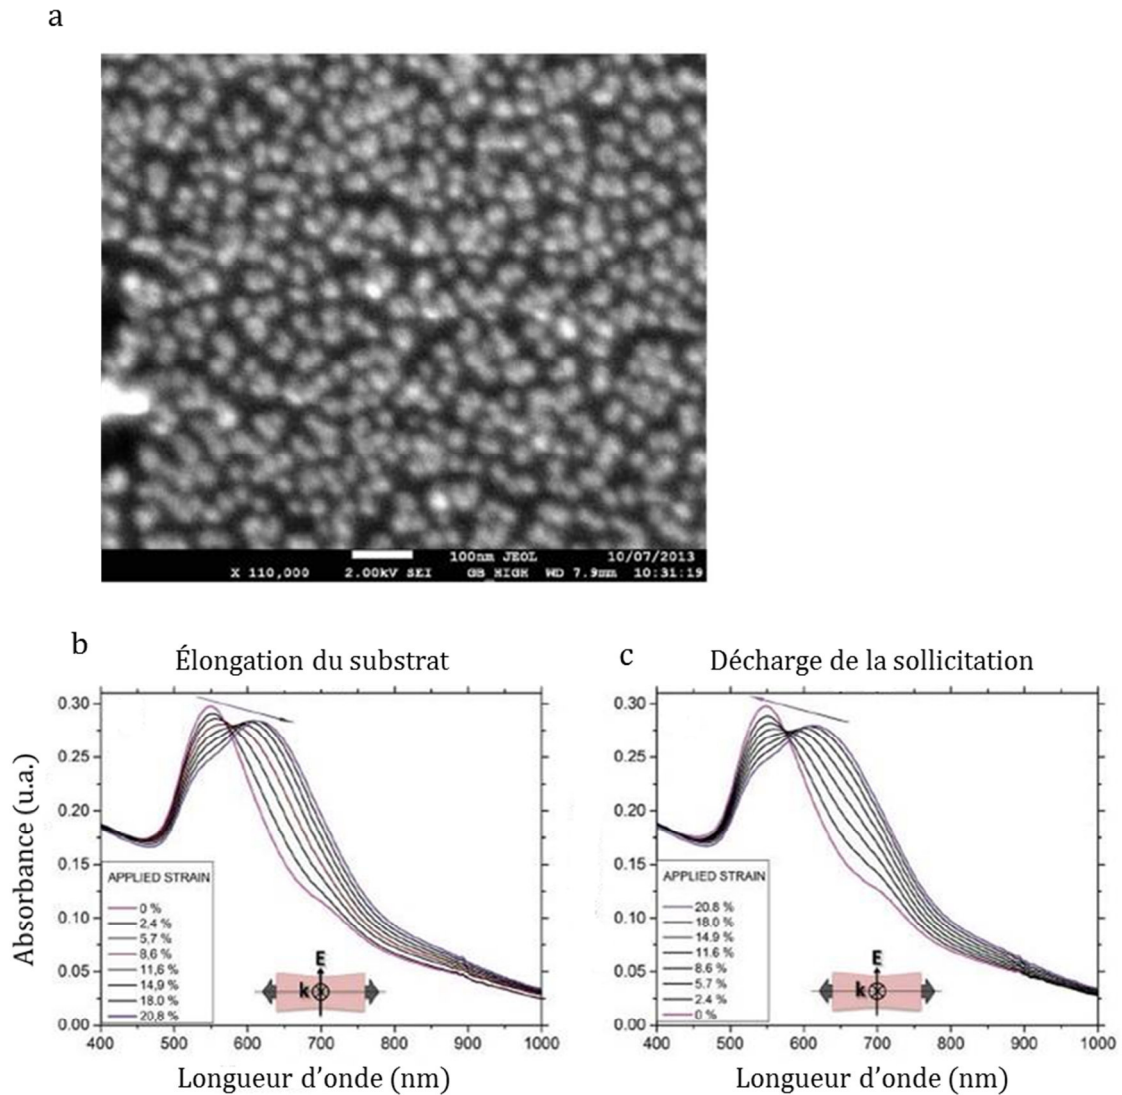 a
100nm JEOL 10/07/2013
X 110,000 2.00kV SEI GB_HIGH WD 7.9mm 10:31:19
b
Élongation du substrat
Absorbance (u.a.)
0.30
0.25
0.20
0.15
0.10
0.05
0.00
APPLIED STRAIN
0 %
2,4 %
5,7 %
8,6 %
11,6 %
14,9 %
18.0 %
20,8 %
E
k
400 500 600 700 800 900 1000
Longueur d’onde (nm)
c
Décharge de la sollicitation
0.30
0.25
0.20
0.15
0.10
0.05
0.00
APPLIED STRAIN
20.8 %
18.0 %
14.9 %
11.6 %
8.6 %
5.7 %
2.4 %
0 %
E
k
400 500 600 700 800 900 1000
Longueur d’onde (nm)